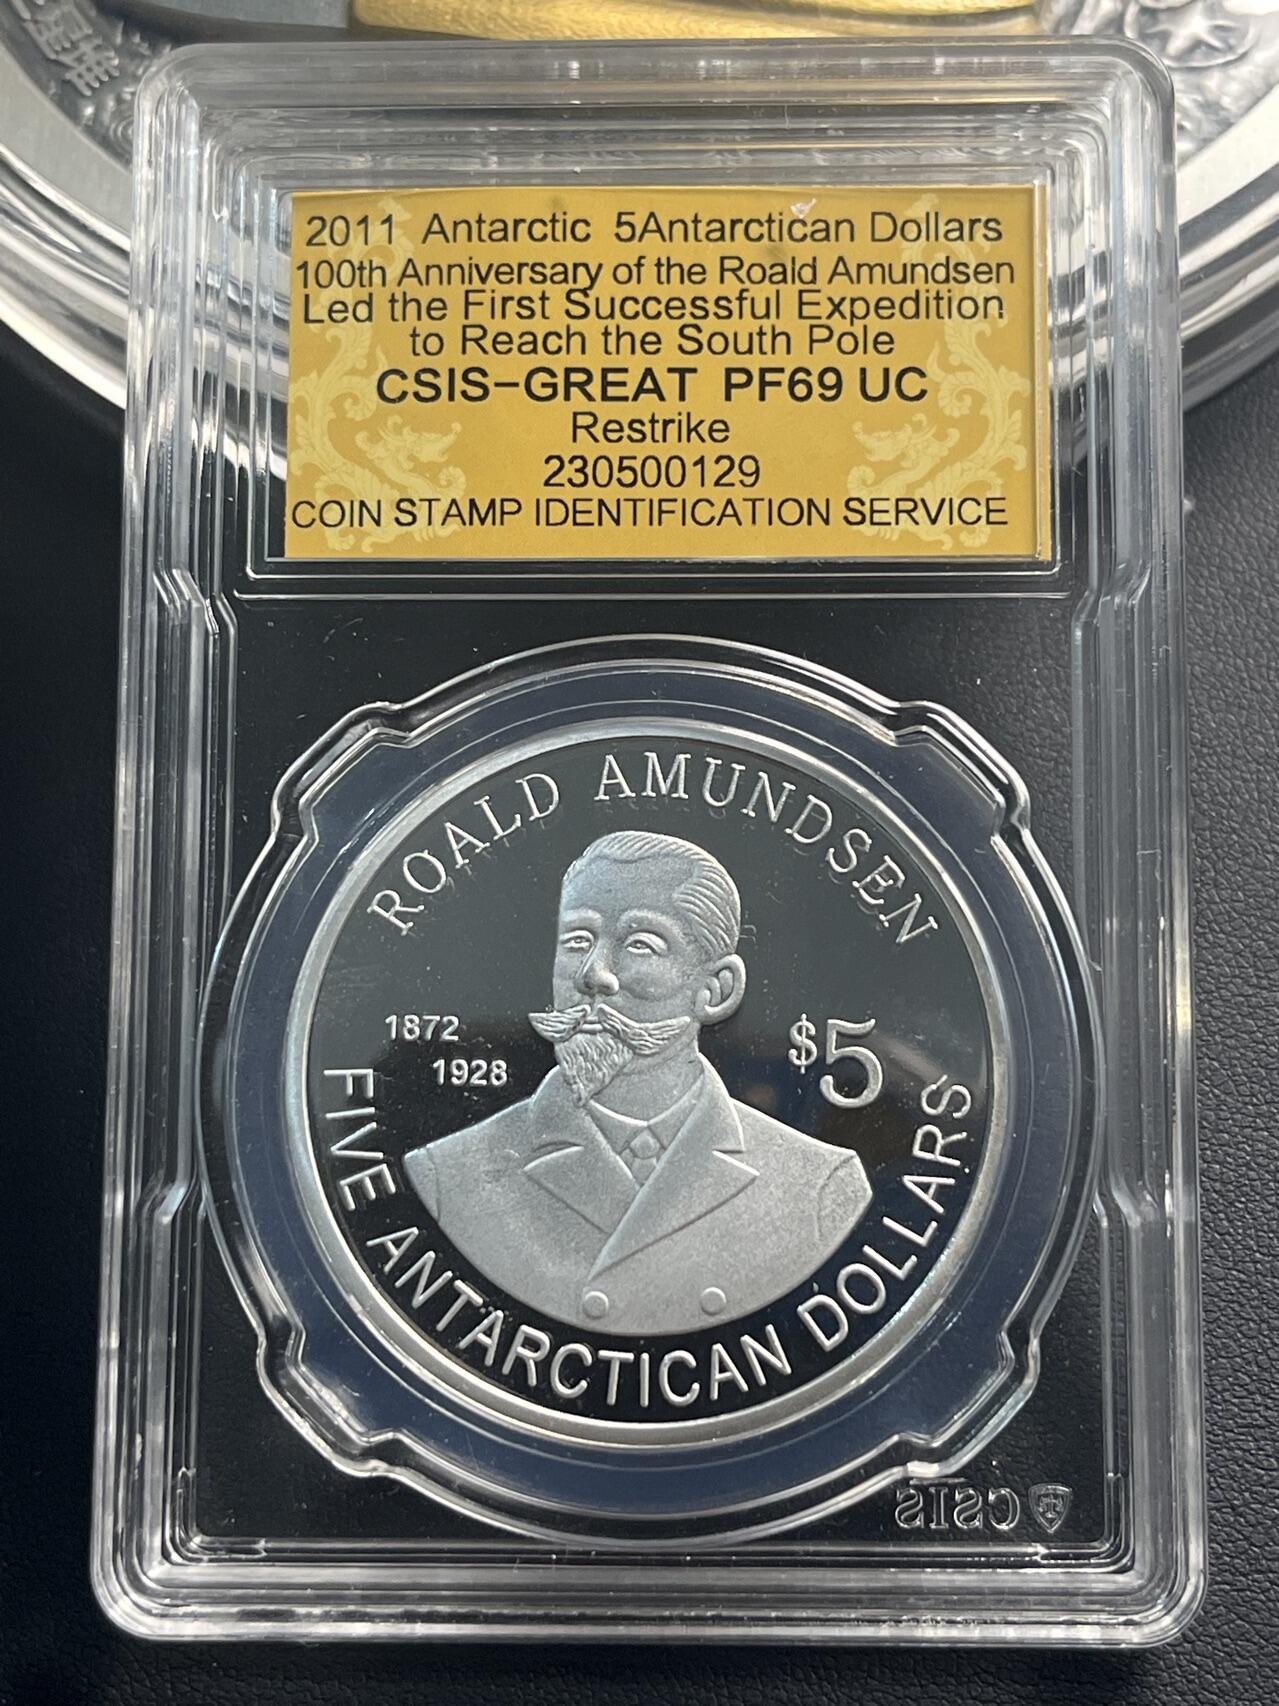 2011 Antarctic 5Antarctican Dollars
100th Anniversary of the Roald Amundsen
Led the First Successful Expedition
to Reach the South Pole
CSIS-GREAT PF69 UC
Restrike
230500129
COIN STAMP IDENTIFICATION SERVICE
ROALD AMUNDSEN
1872
1928
$5
FIVE ANTARCTICAN DOLLARS
CSIS